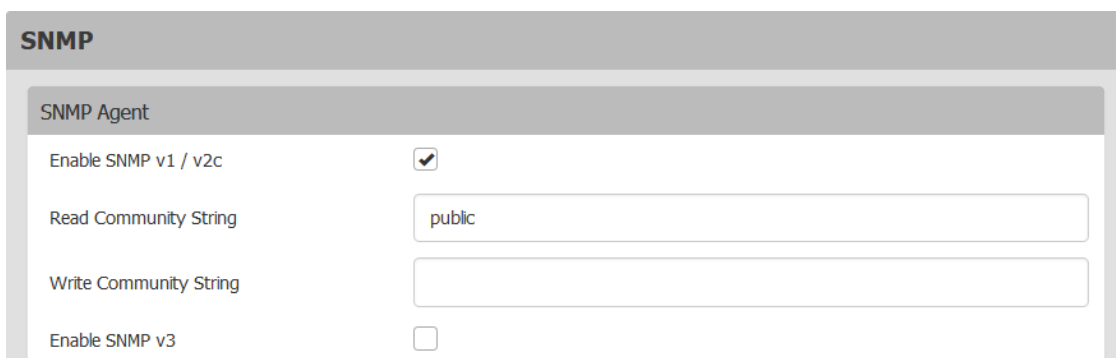 SNMP
SNMP Agent
Enable SNMP v1 / v2c
Read Community String public
Write Community String
Enable SNMP v3